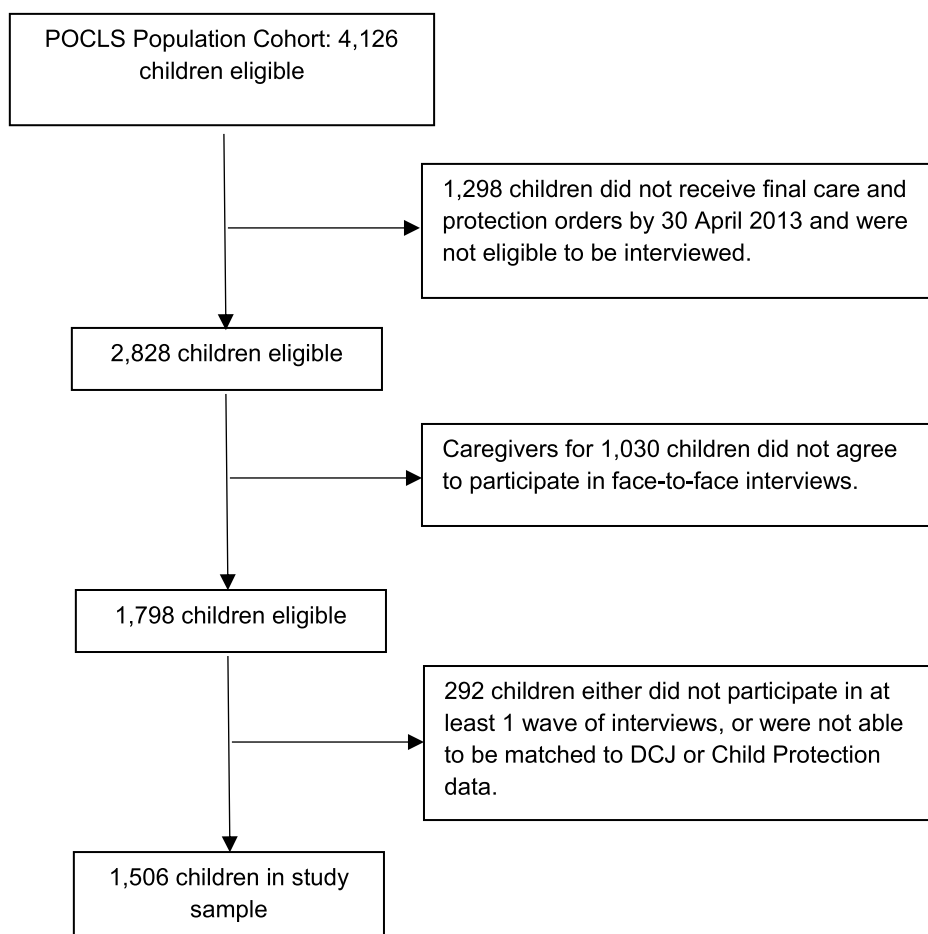 POCLS Population Cohort: 4,126
children eligible
1,298 children did not receive final care and
protection orders by 30 April 2013 and were
not eligible to be interviewed.
2,828 children eligible
Caregivers for 1,030 children did not agree
to participate in face-to-face interviews.
1,798 children eligible
292 children either did not participate in at
least 1 wave of interviews, or were not able
to be matched to DCJ or Child Protection
data.
1,506 children in study
sample